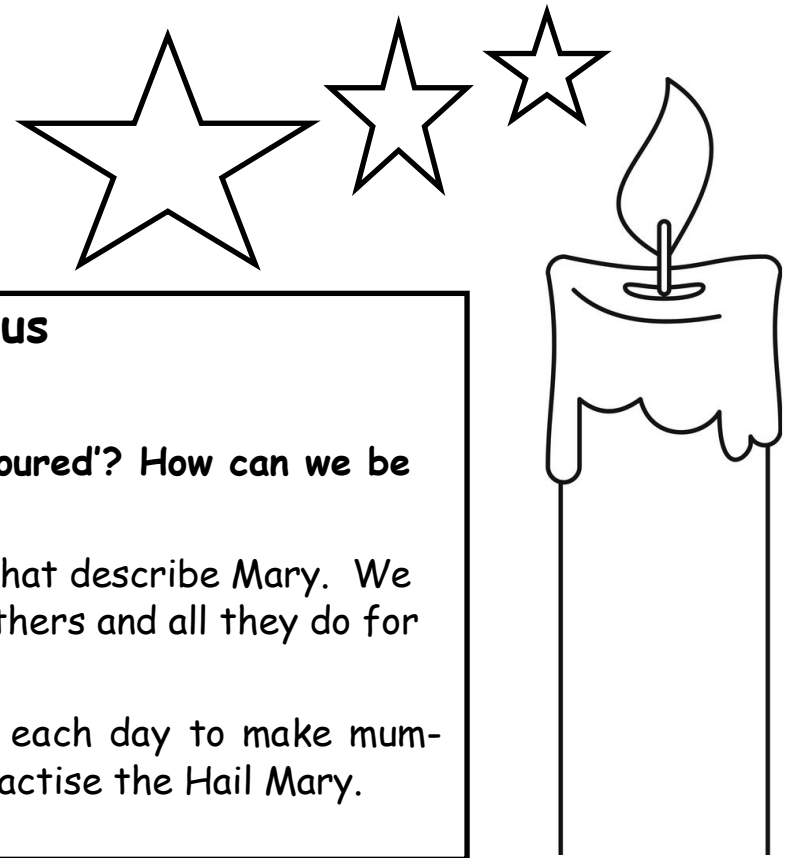 us
oured'? How can we be
hat describe Mary. We
thers and all they do for
each day to make mum-
actise the Hail Mary.